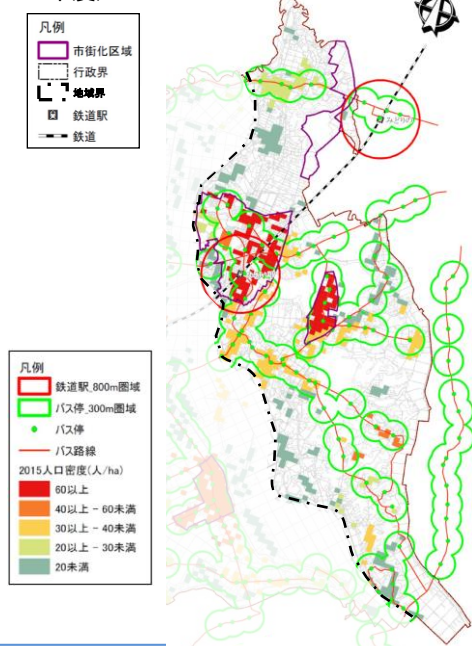 凡例
市街化区域
行政界
地域界
鉄道駅
鉄道
凡例
鉄道駅_800m圏域
バス停_300m圏域
バス停
バス路線
2015人口密度(人/ha)
60以上
40以上 - 60未満
30以上 - 40未満
20以上 - 30未満
20未満